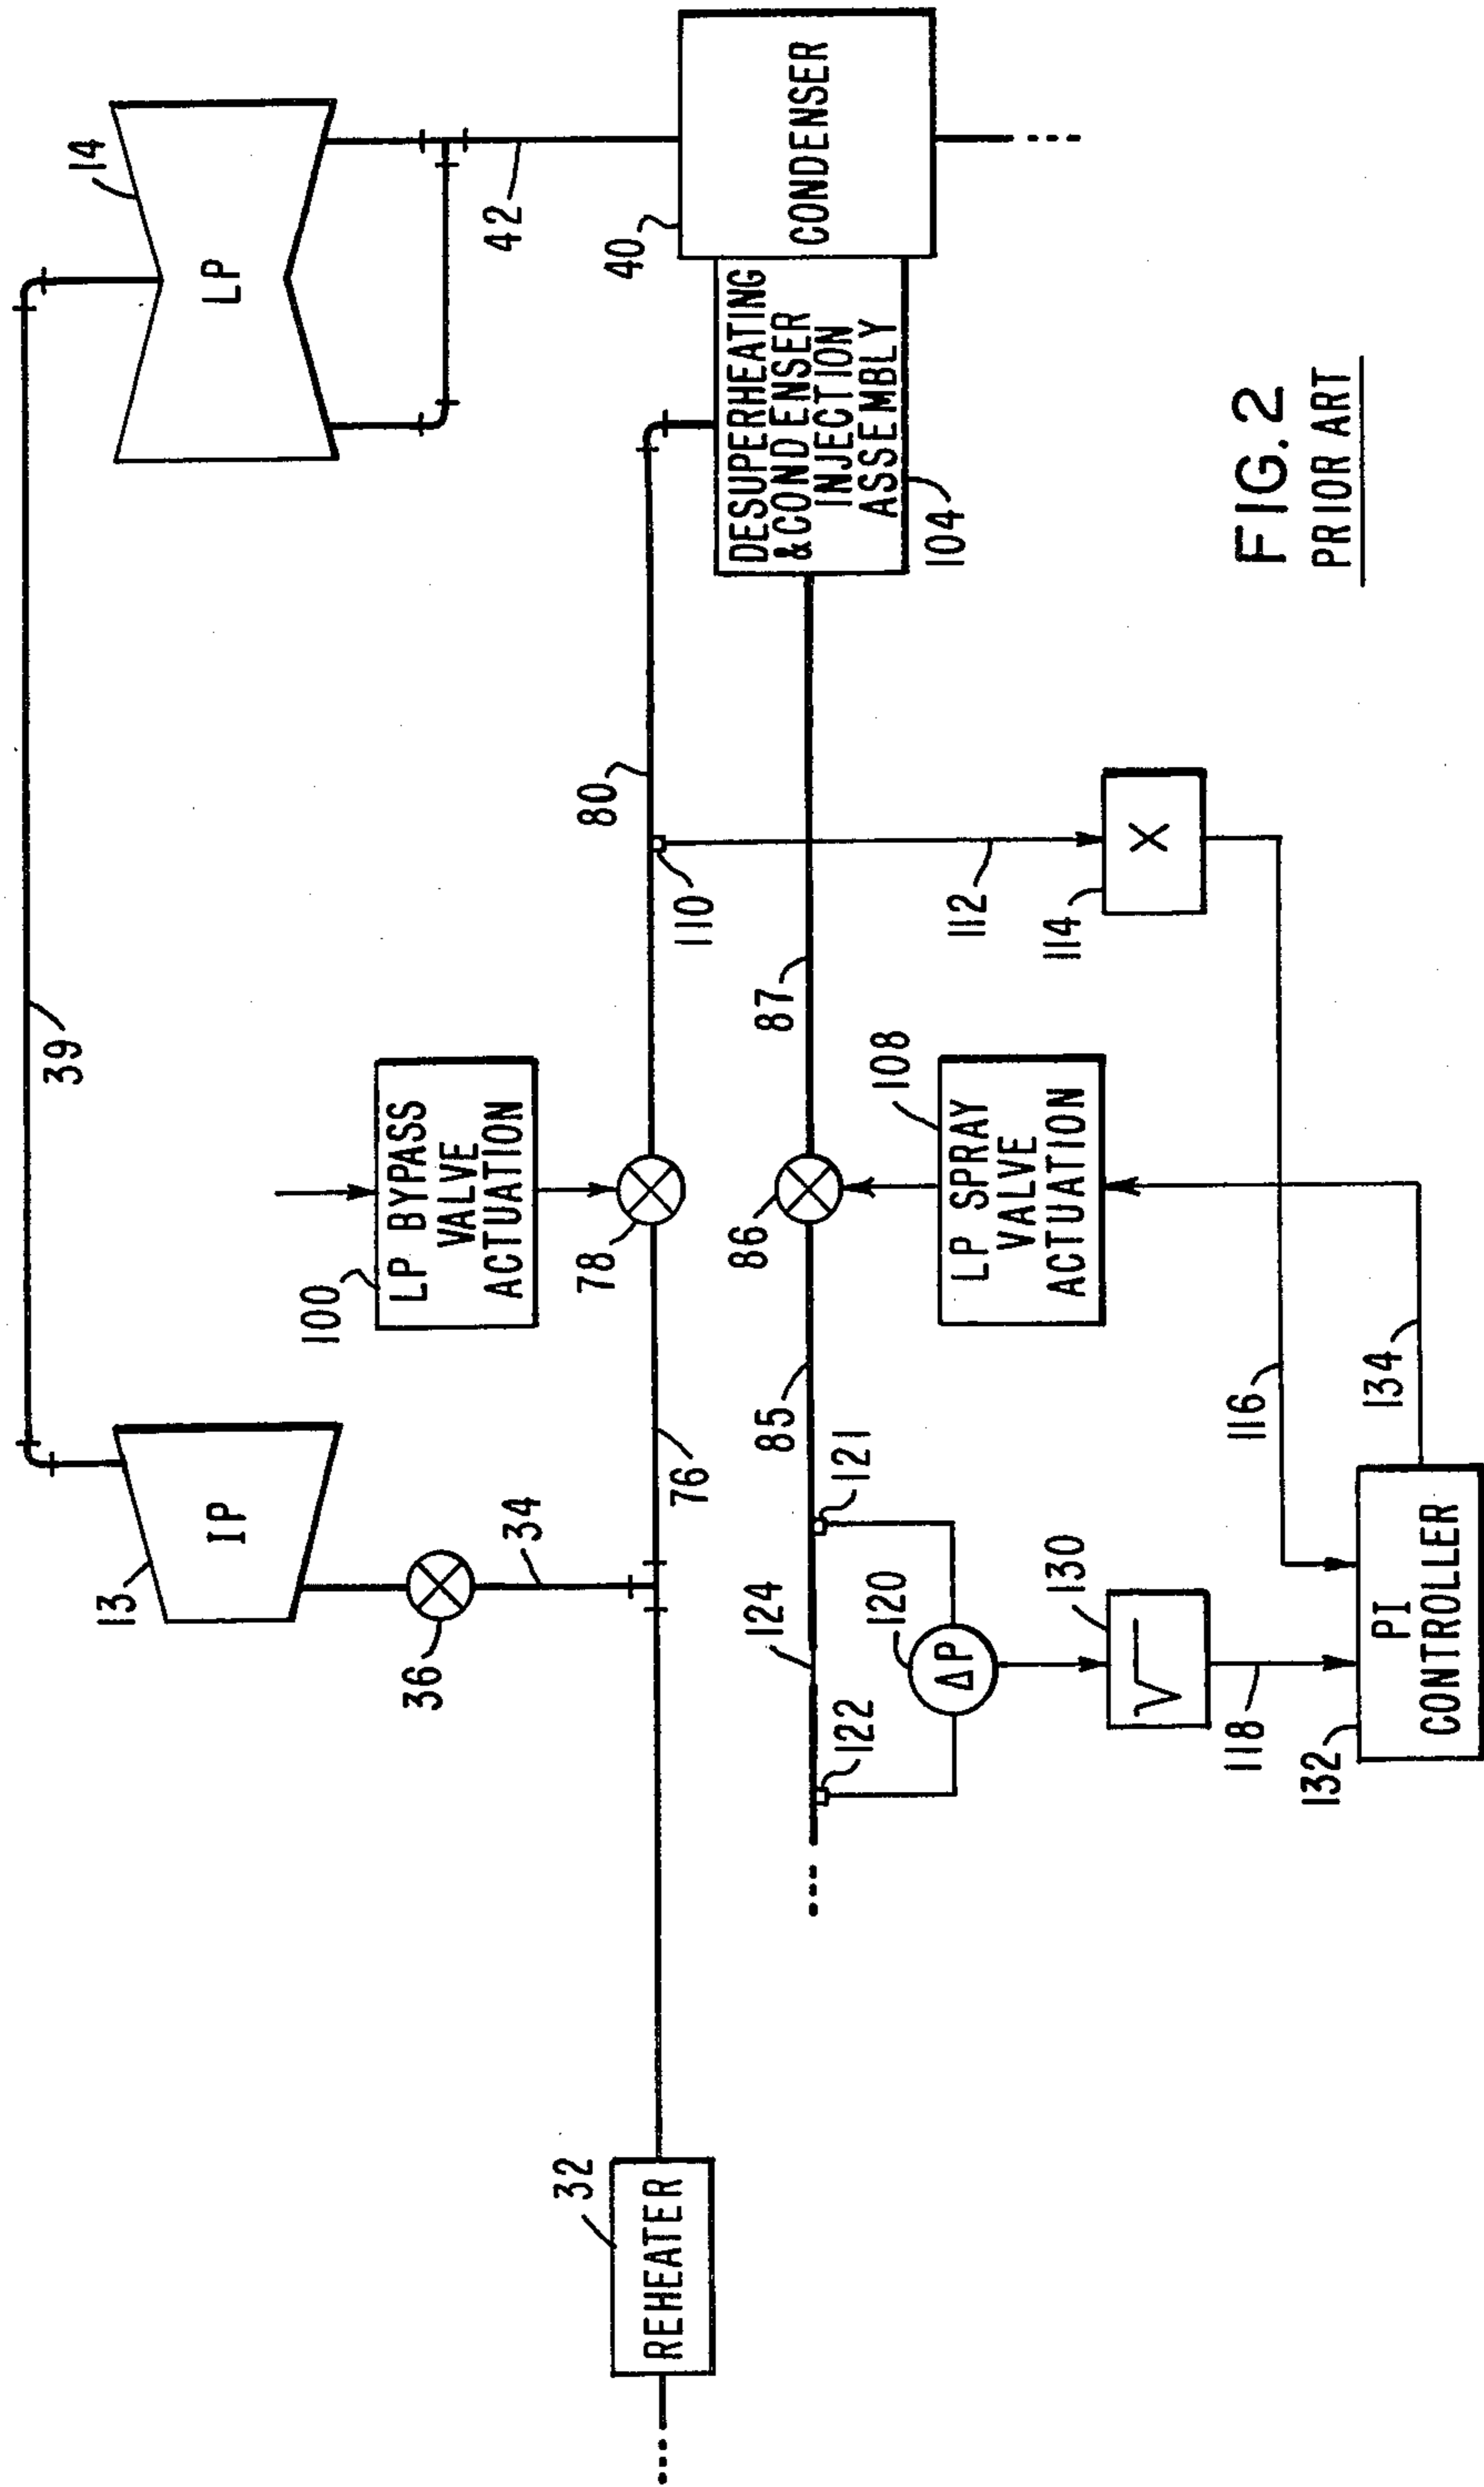 39
14
LP
13
IP
100
LP BYPASS
VALVE
ACTUATION
42
36
34
32
REHEATER
76
78
80
110
40
CONDENSER
DESUPERHEATING
&CONDENSER
INJECTION
ASSEMBLY
104
122
124
121
85
86
87
120
ΔP
108
LP SPRAY
VALVE
ACTUATION
112
130
√
114
X
118
116
132
PI
CONTROLLER
134
FIG. 2
PRIOR ART